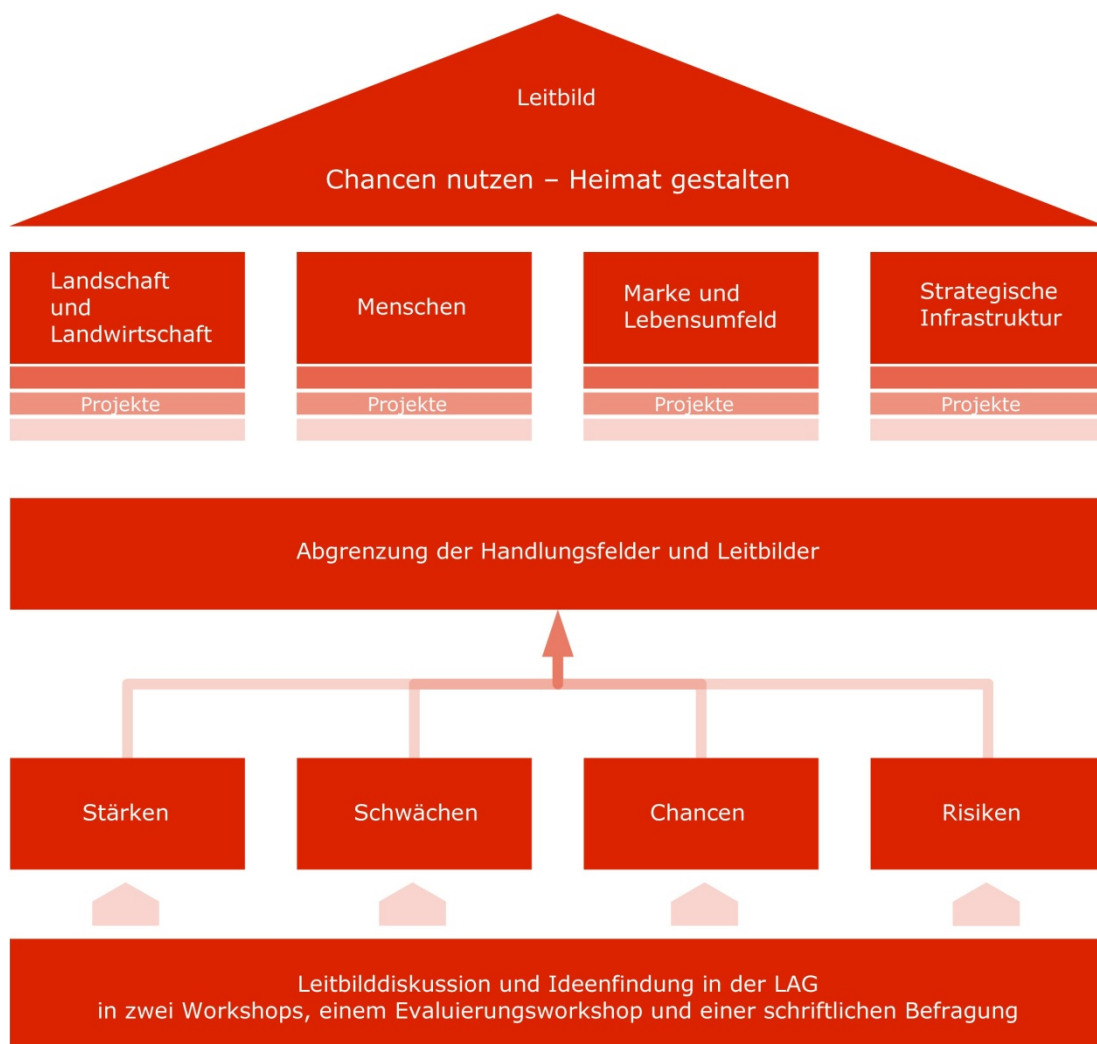 Leitbild
Chancen nutzen – Heimat gestalten
Landschaft
und
Landwirtschaft
Menschen
Marke und
Lebensumfeld
Strategische
Infrastruktur
Projekte
Projekte
Projekte
Projekte
Abgrenzung der Handlungsfelder und Leitbilder
Stärken
Schwächen
Chancen
Risiken
Leitbilddiskussion und Ideenfindung in der LAG
in zwei Workshops, einem Evaluierungsworkshop und einer schriftlichen Befragung